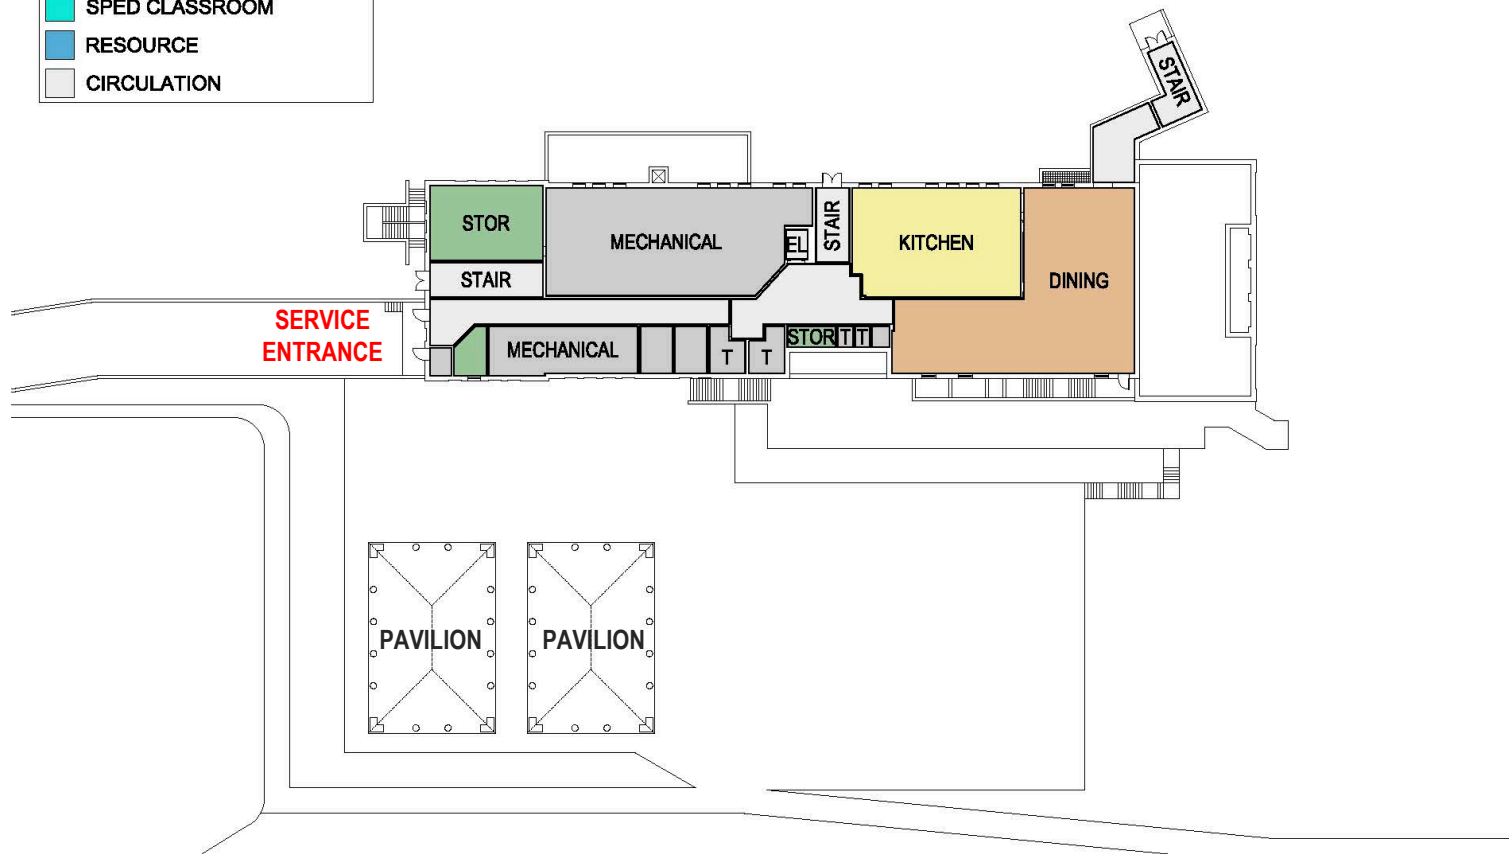 SPED CLASSROOM
RESOURCE
CIRCULATION
STAIR
STOR
MECHANICAL
EL
STAIR
KITCHEN
DINING
STAIR
SERVICE
ENTRANCE
MECHANICAL
T
T
STOR
T
T
PAVILION
PAVILION